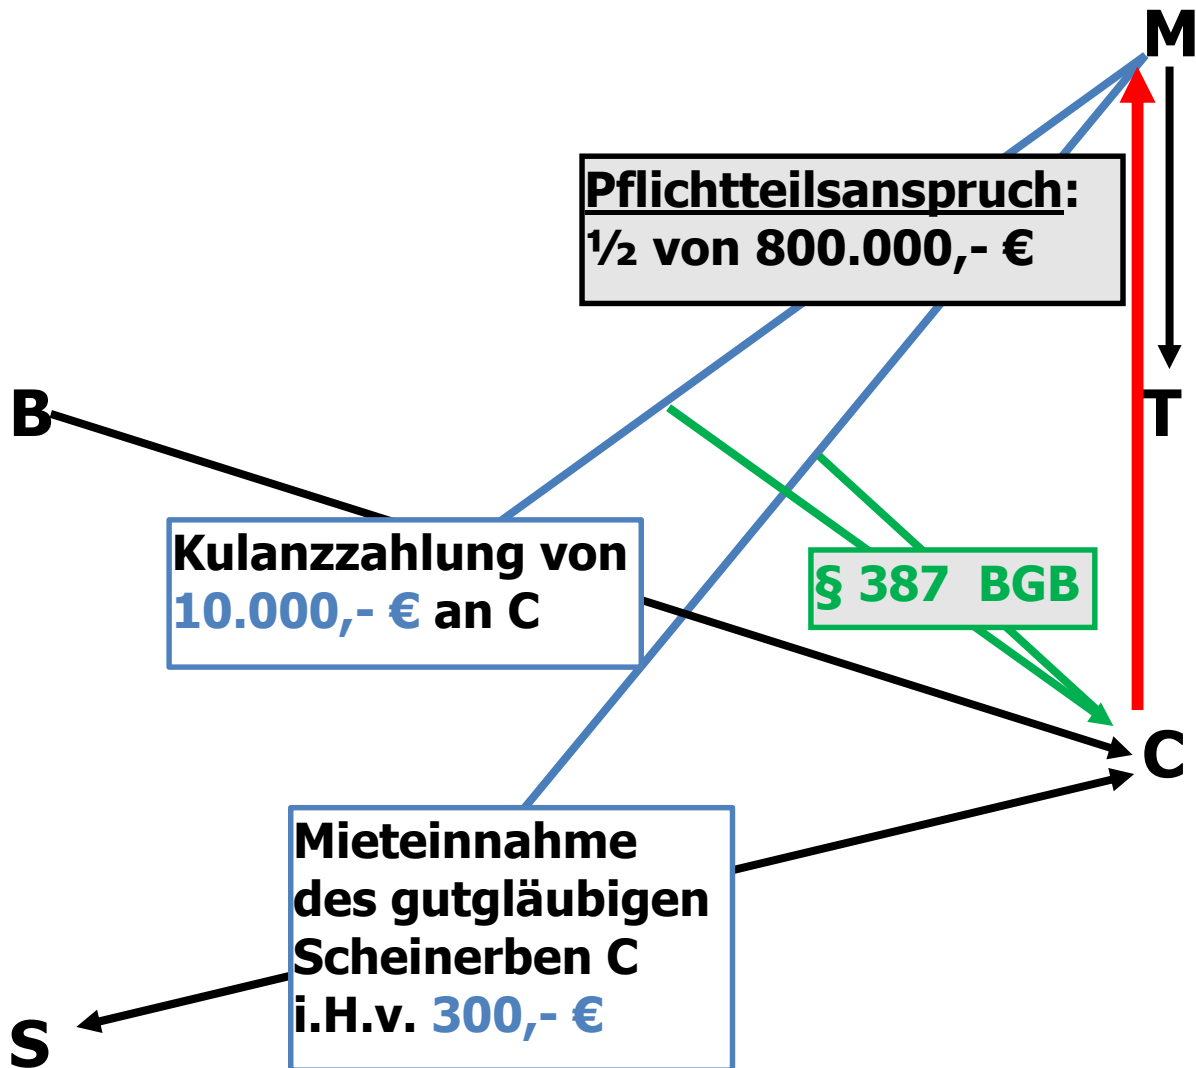 M
Pflichtteilsanspruch:
½ von 800.000,- €
B
T
Kulanzzahlung von
10.000,- € an C
§ 387 BGB
C
Mieteinnahme
des gutgläubigen
Scheinerben C
i.H.v. 300,- €
S